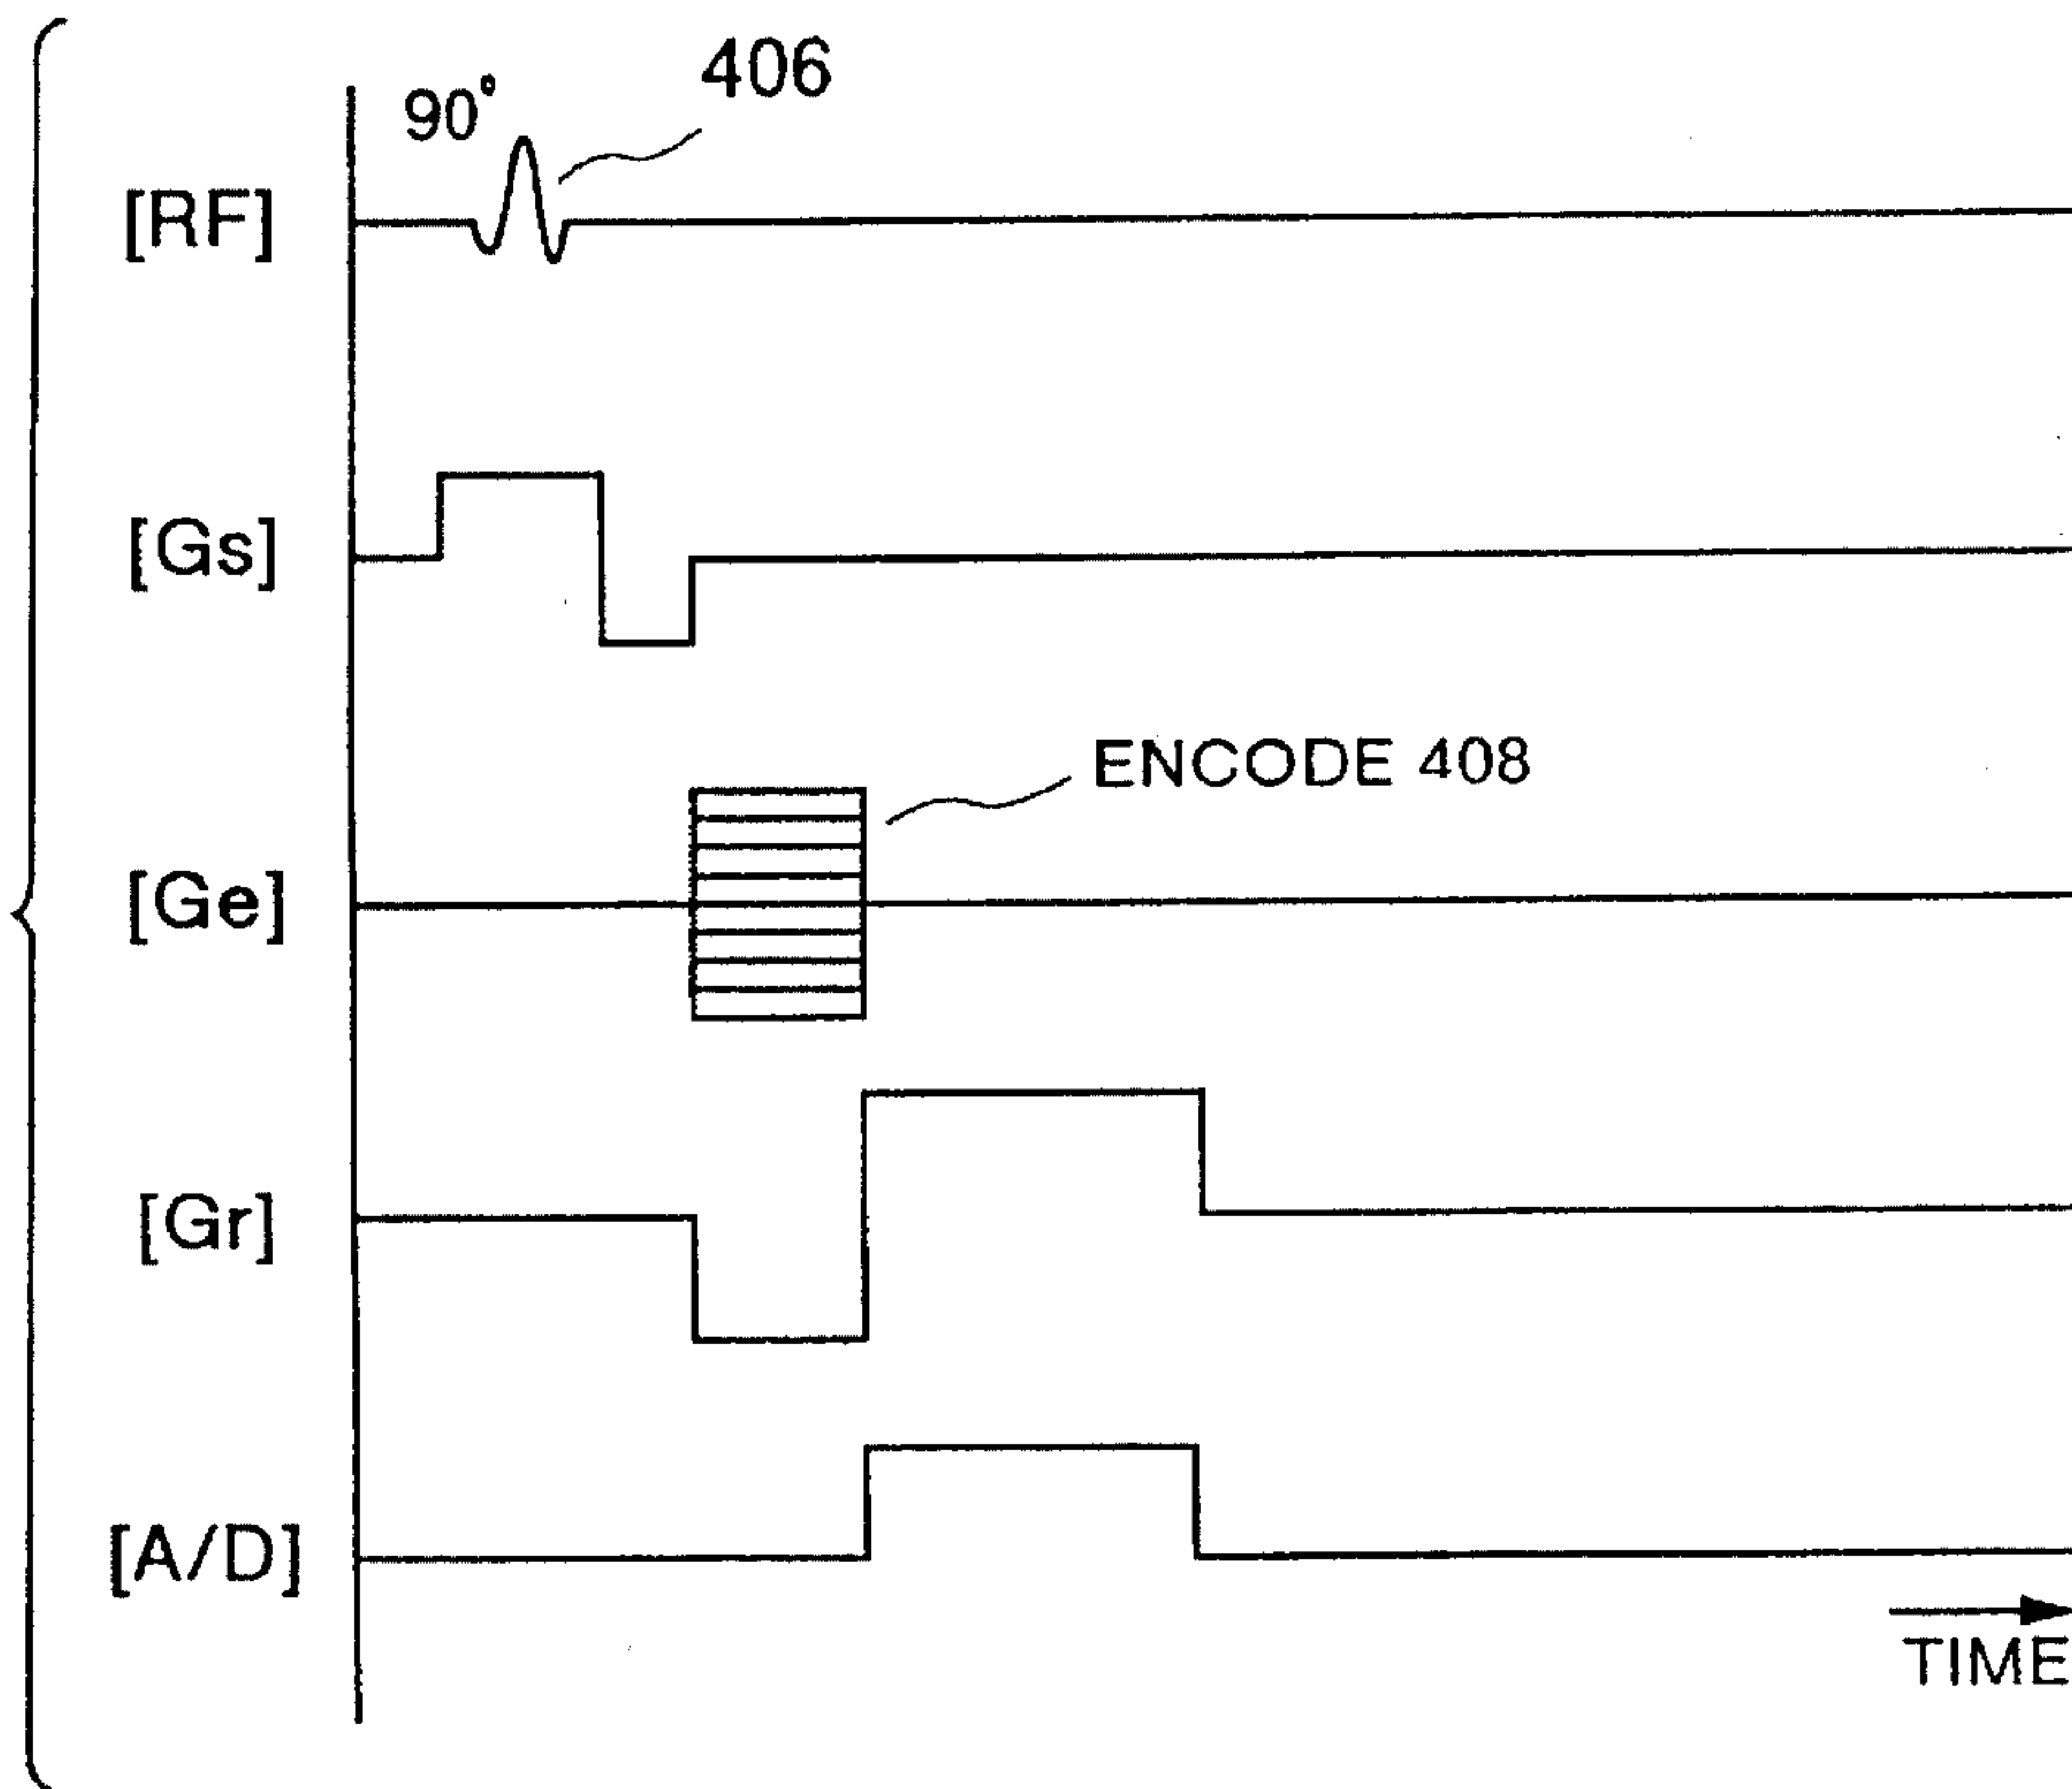 90° 406
[RF]
[Gs]
ENCODE 408
[Ge]
[Gr]
[A/D]
TIME